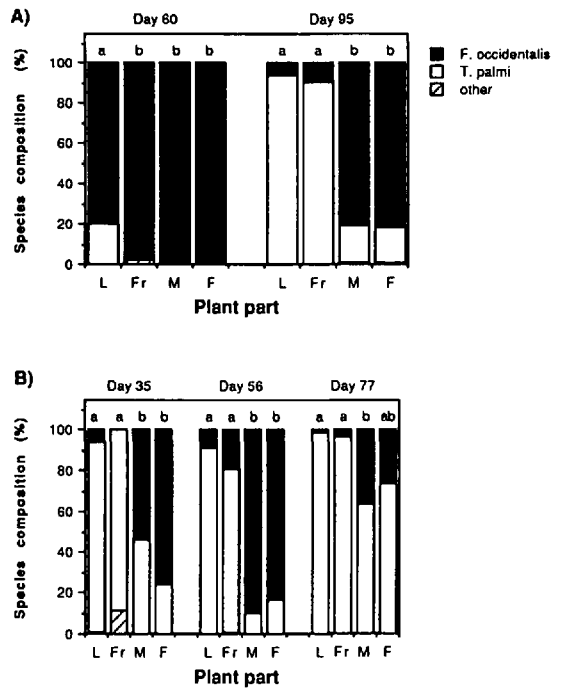 A)
Day 60 Day 95
a b b b a a b b
Species composition (%)
100
80
60
40
20
0
L Fr M F L Fr M F
Plant part
F. occidentalis
T. palmi
other
B)
Day 35 Day 56 Day 77
a a b b a a b b a a b ab
Species composition (%)
100
80
60
40
20
0
L Fr M F L Fr M F L Fr M F
Plant part